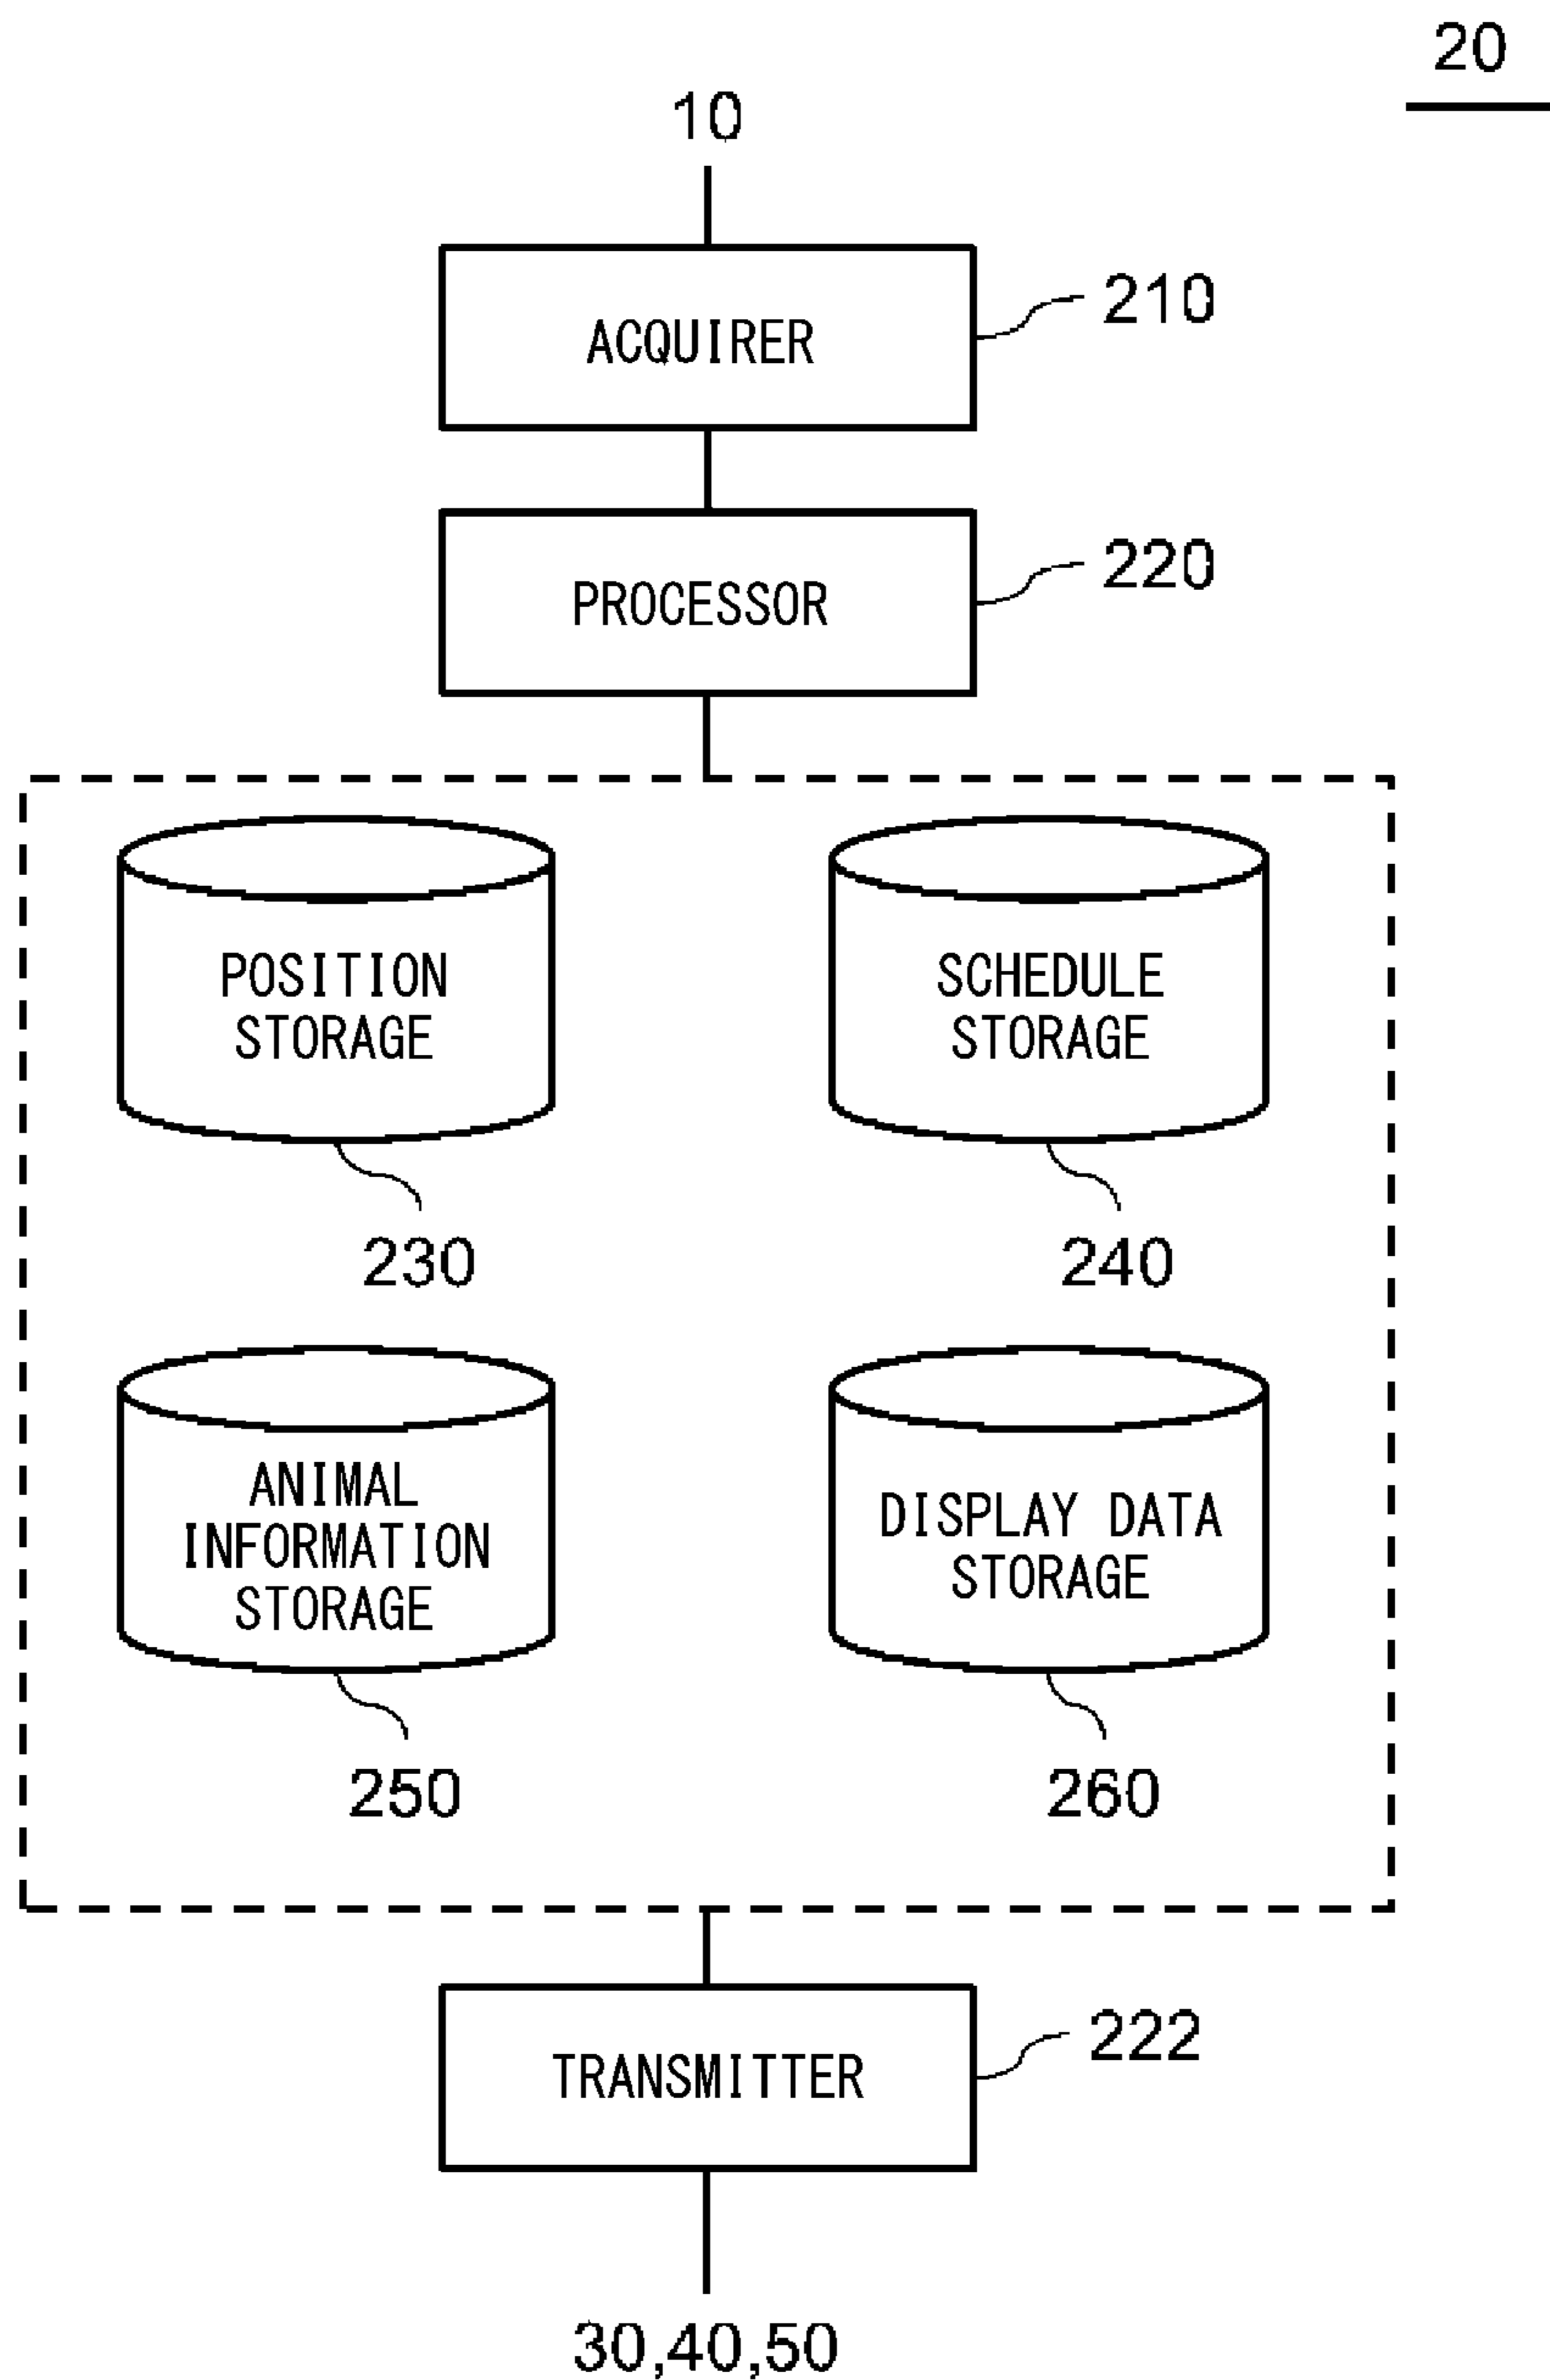 20
10
ACQUIRER
210
PROCESSOR
220
POSITION
STORAGE
230
SCHEDULE
STORAGE
240
ANIMAL
INFORMATION
STORAGE
250
DISPLAY DATA
STORAGE
260
TRANSMITTER
222
30,40,50